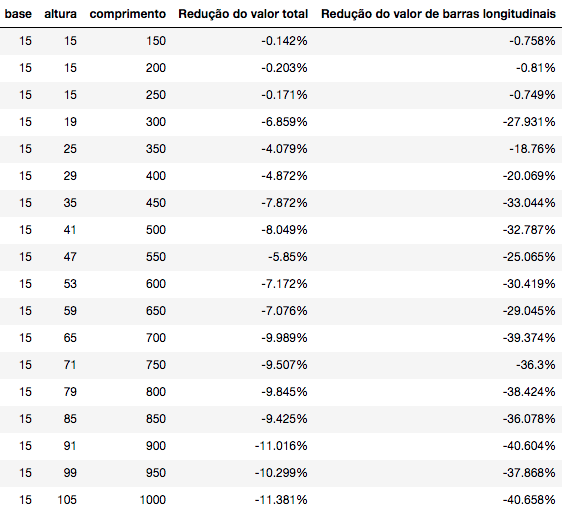 base altura comprimento Redução do valor total Redução do valor de barras longitudinais
15 15 150 -0.142% -0.758%
15 15 200 -0.203% -0.81%
15 15 250 -0.171% -0.749%
15 19 300 -6.859% -27.931%
15 25 350 -4.079% -18.76%
15 29 400 -4.872% -20.069%
15 35 450 -7.872% -33.044%
15 41 500 -8.049% -32.787%
15 47 550 -5.85% -25.065%
15 53 600 -7.172% -30.419%
15 59 650 -7.076% -29.045%
15 65 700 -9.989% -39.374%
15 71 750 -9.507% -36.3%
15 79 800 -9.845% -38.424%
15 85 850 -9.425% -36.078%
15 91 900 -11.016% -40.604%
15 99 950 -10.299% -37.868%
15 105 1000 -11.381% -40.658%